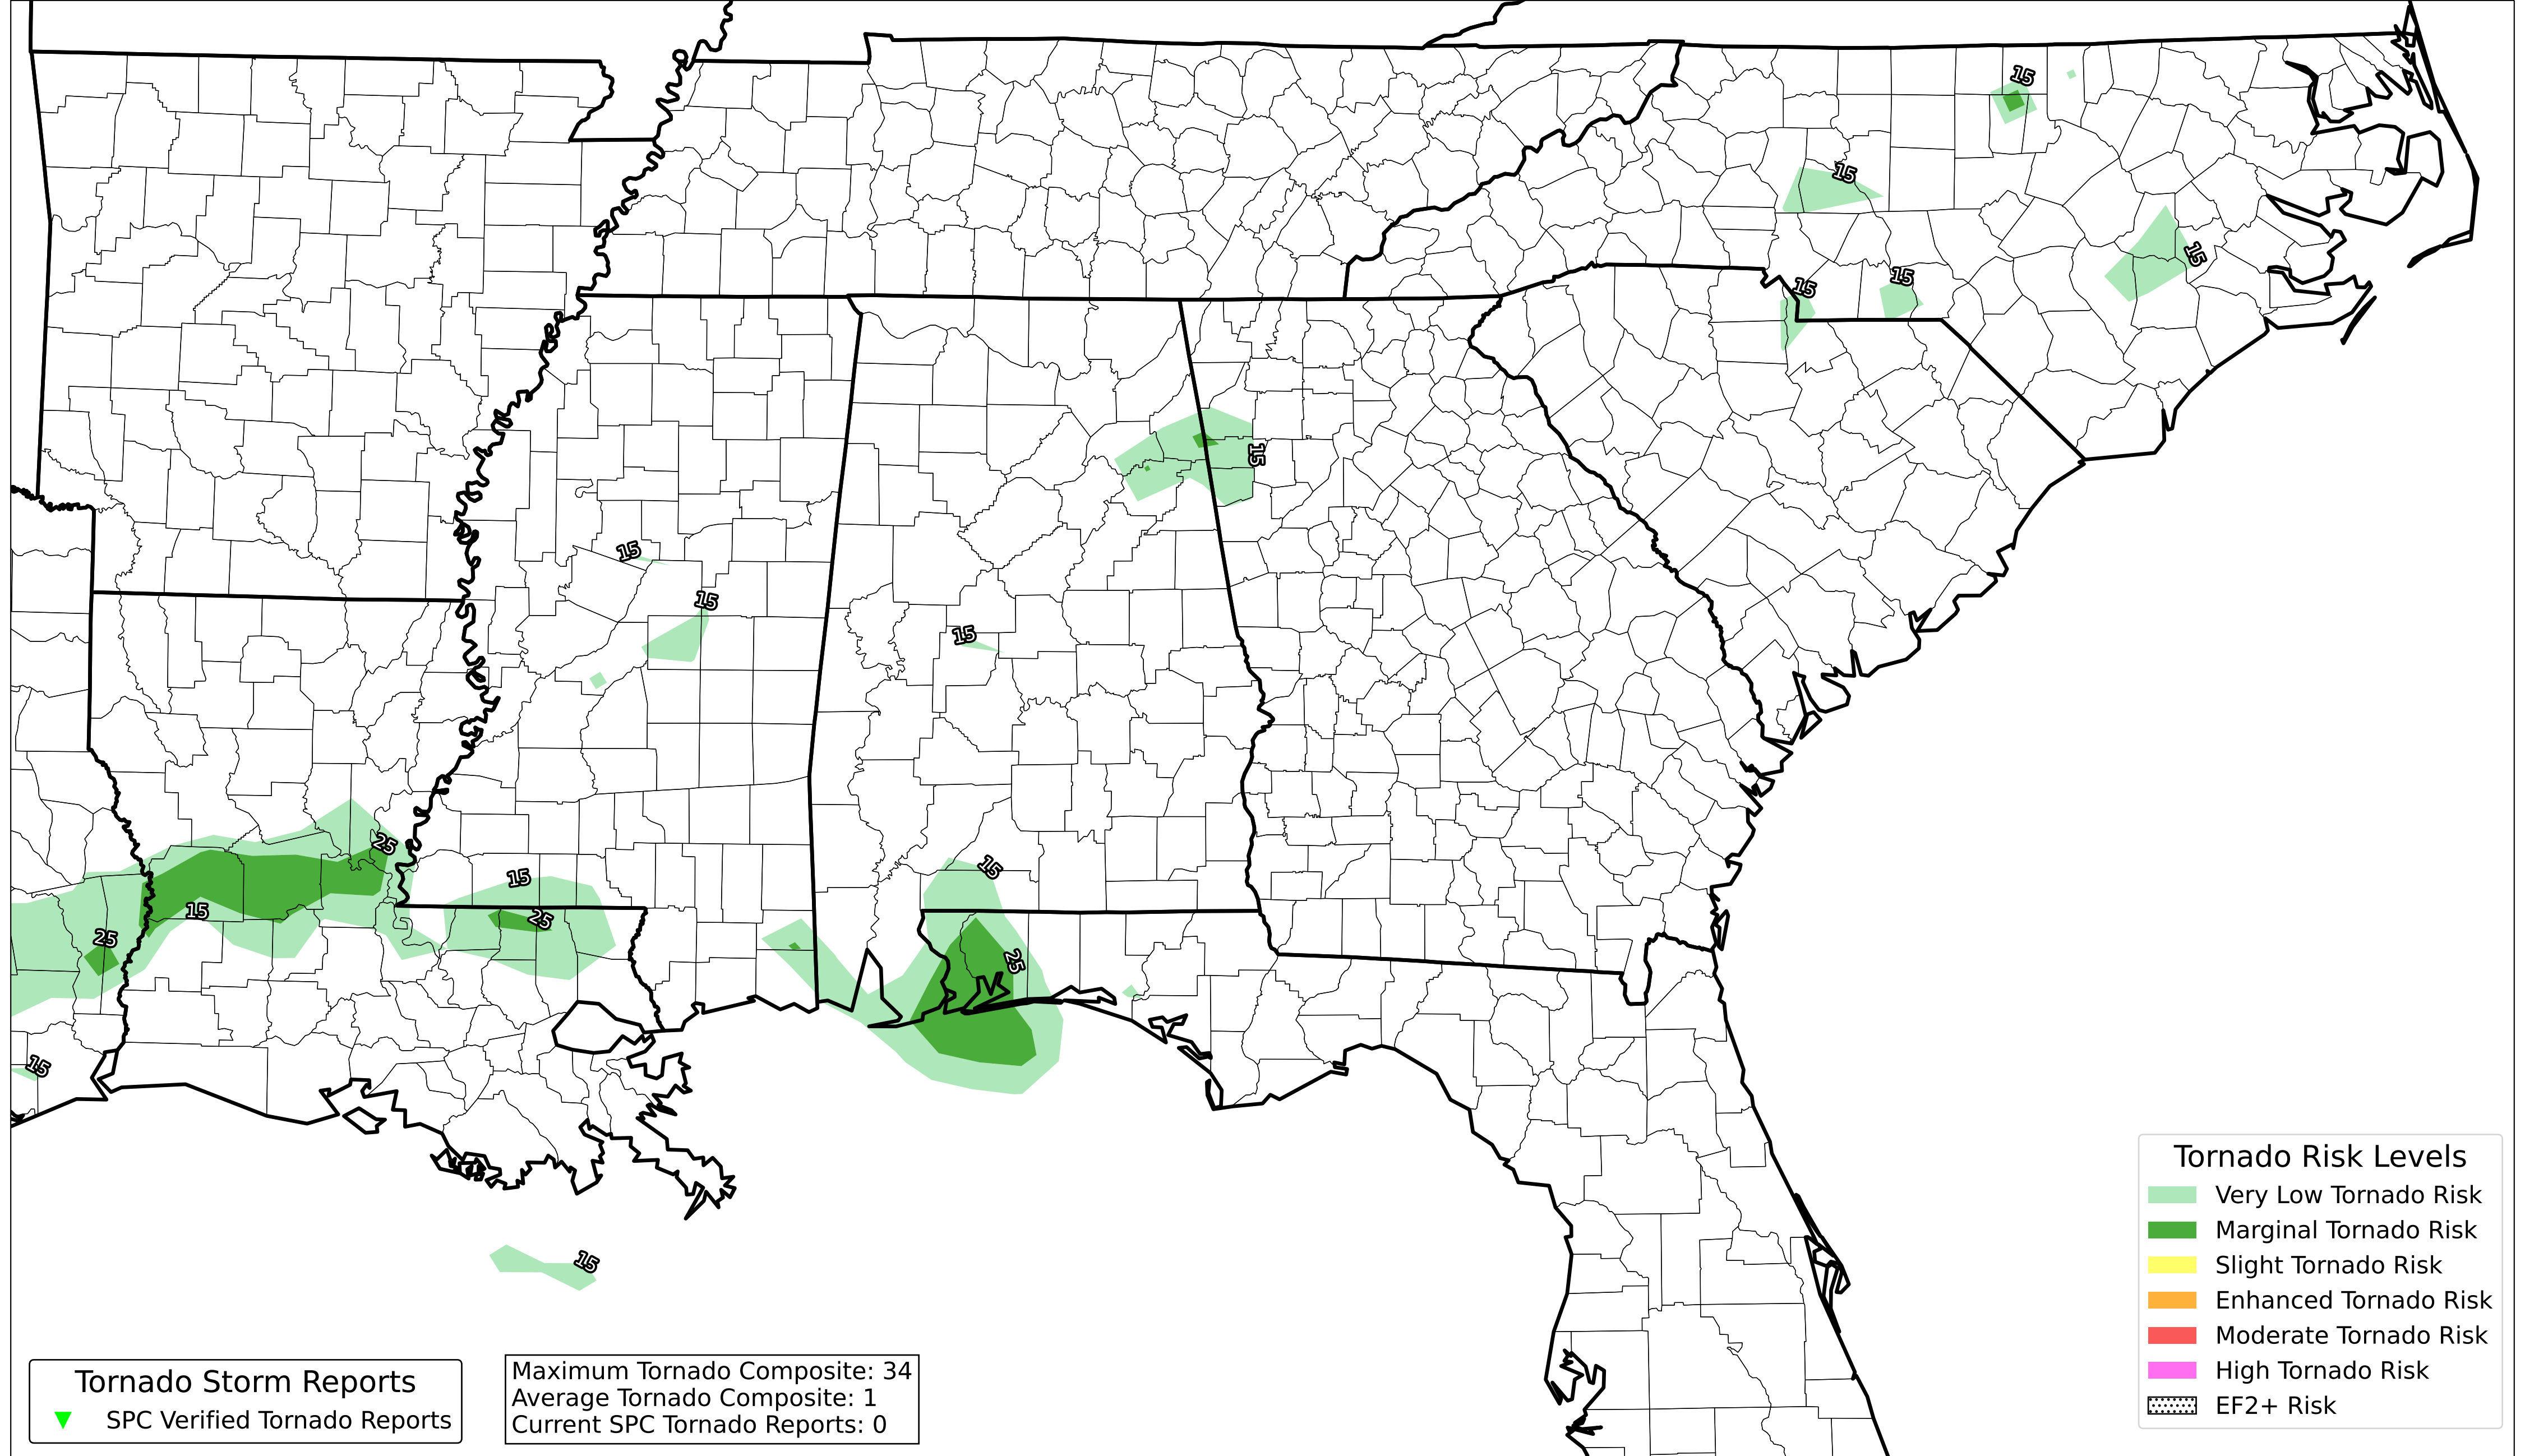 15
15
15
15
15
15
15
15
15
15
15
25
15
15
25
15
25
25
15
15
Tornado Risk Levels
Very Low Tornado Risk
Marginal Tornado Risk
Slight Tornado Risk
Enhanced Tornado Risk
Moderate Tornado Risk
High Tornado Risk
EF2+ Risk
Tornado Storm Reports
SPC Verified Tornado Reports
Maximum Tornado Composite: 34
Average Tornado Composite: 1
Current SPC Tornado Reports: 0